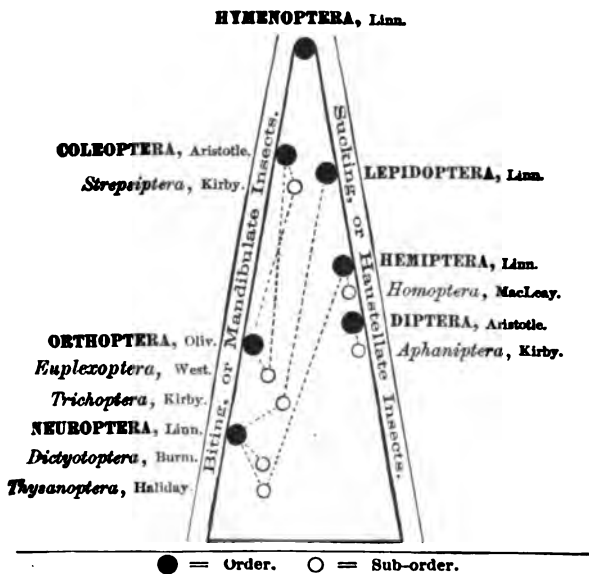 HYMENOPTERA, Linn.
Biting, or Mandibulate Insects.
Sucking, or Haustellate Insects.
COLEOPTERA, Aristotle.
Strepsiptera, Kirby.
LEPIDOPTERA, Linn.
HEMIPTERA, Linn.
Homoptera, MacLeay.
DIPTERA, Aristotle.
Aphaniptera, Kirby.
ORTHOPTERA, Oliv.
Euplexoptera, West.
Trichoptera, Kirby.
NEUROPTERA, Linn.
Dictyotoptera, Burm.
Thysanoptera, Haliday.
● = Order. ○ = Sub-order.